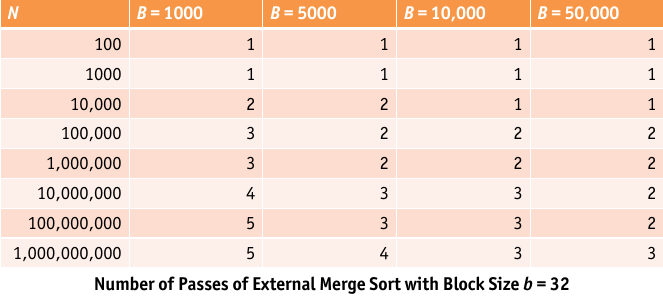 N B = 1000 B = 5000 B = 10,000 B = 50,000
100 1 1 1 1
1000 1 1 1 1
10,000 2 2 1 1
100,000 3 2 2 2
1,000,000 3 2 2 2
10,000,000 4 3 3 2
100,000,000 5 3 3 2
1,000,000,000 5 4 3 3
Number of Passes of External Merge Sort with Block Size b = 32